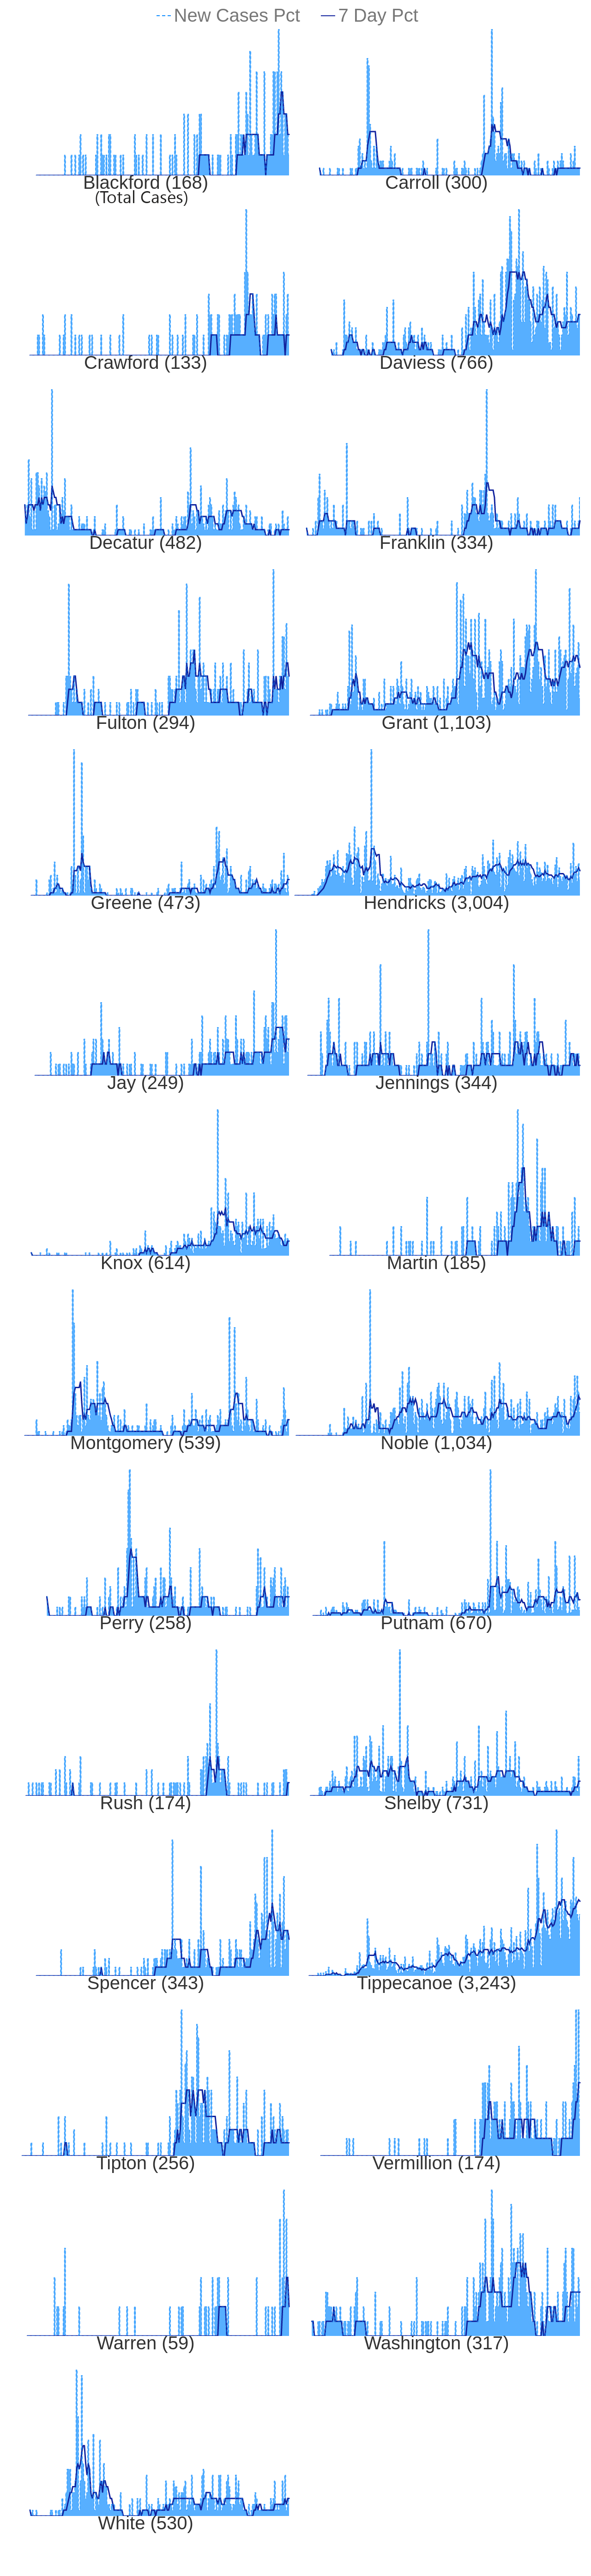 New Cases Pct 7 Day Pct
Blackford (168) Carroll (300)
(Total Cases)
Crawford (133) Daviess (766)
Decatur (482) Franklin (334)
Fulton (294) Grant (1,103)
Greene (473) Hendricks (3,004)
Jay (249) Jennings (344)
Knox (614) Martin (185)
Montgomery (539) Noble (1,034)
Perry (258) Putnam (670)
Rush (174) Shelby (731)
Spencer (343) Tippecanoe (3,243)
Tipton (256) Vermillion (174)
Warren (59) Washington (317)
White (530)